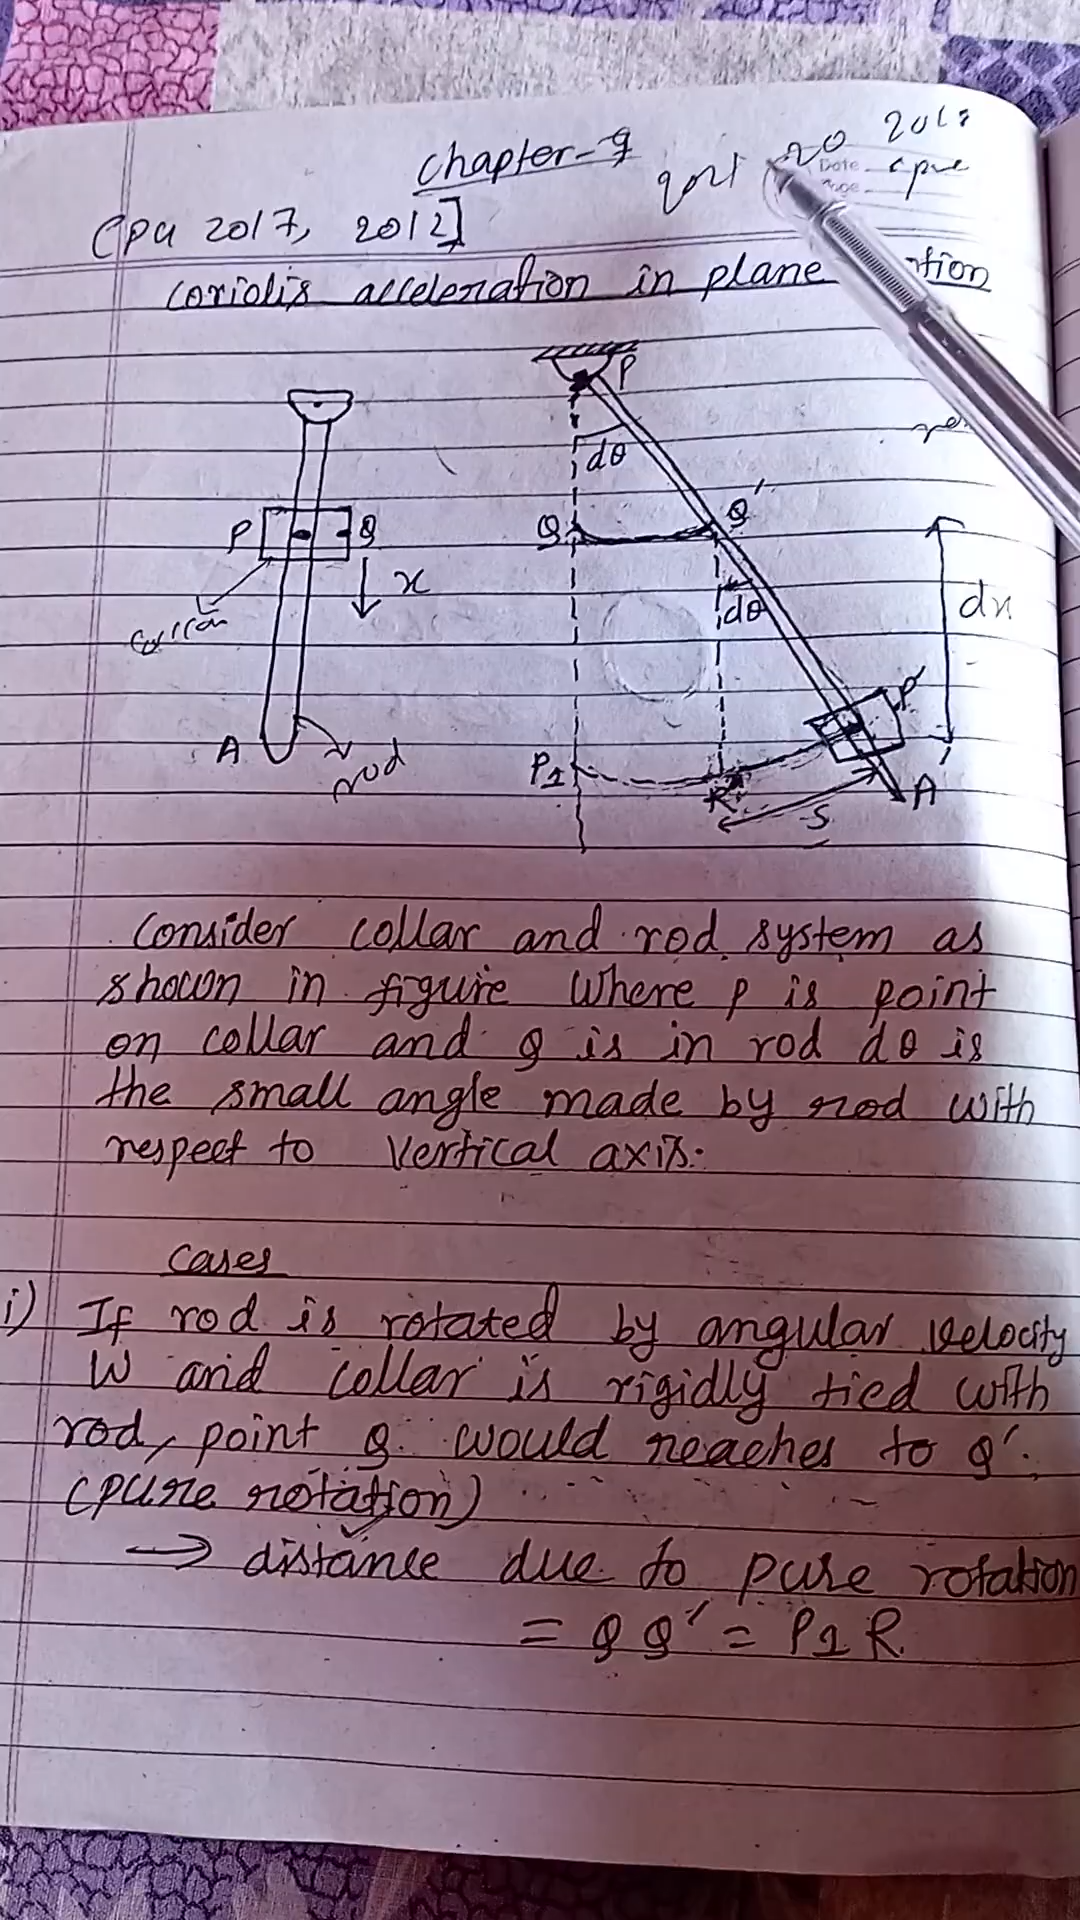 chapter-9
2017
Date
cpu
[pu 2017, 2012]
coriolis acceleration in plane
P
dθ
P
Q
x
collar
A
rod
Q
Q'
dθ
dx
P'
P1
R
S
A
Consider collar and rod system as
shown in figure where p is point
on collar and Q is in rod dθ is
the small angle made by rod with
respect to vertical axis.
Cases
i) If rod is rotated by angular velocity
W and collar is rigidly tied with
rod, point Q. would reaches to Q'.
(pure rotation)
→ distance due to pure rotation
= QQ' = P1R.